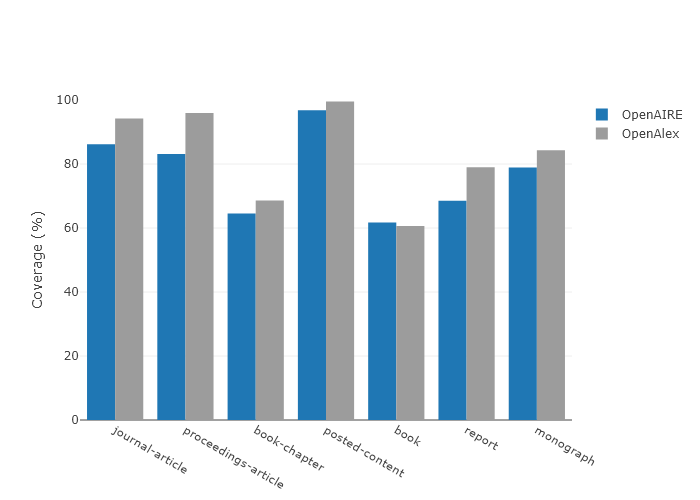 100
80
60
40
20
0
Coverage (%)
journal-article
proceedings-article
book-chapter
posted-content
book
report
monograph
OpenAIRE
OpenAlex